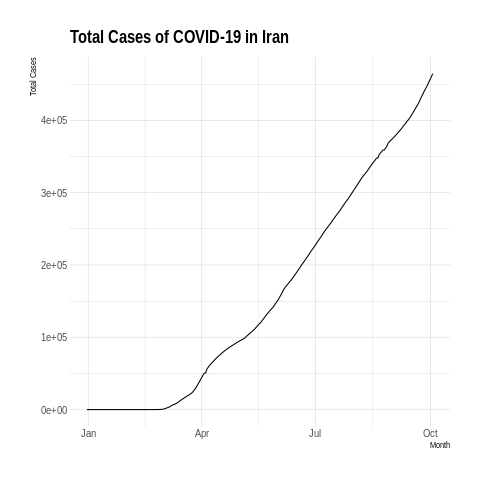 Total Cases of COVID-19 in Iran
Total Cases
4e+05
3e+05
2e+05
1e+05
0e+00
Jan Apr Jul Oct
Month